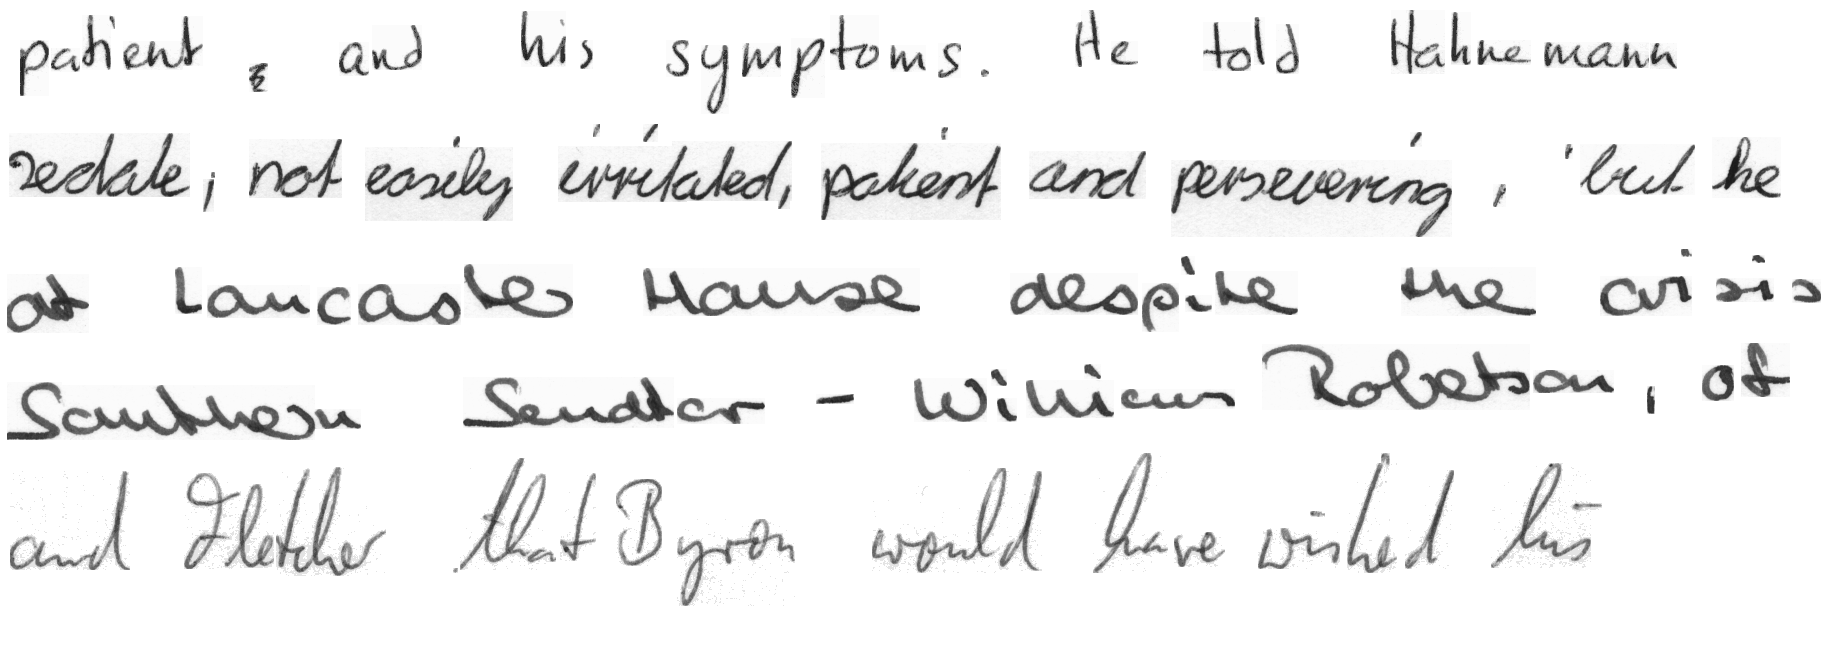 patient, and his symptoms. He told Hahnemann
sedate, not easily irritated, patient and persevering, 'but he
at Lancaster House despite the crisis
Southern - William Robertson, of
and Fletcher that Byron would have wished his